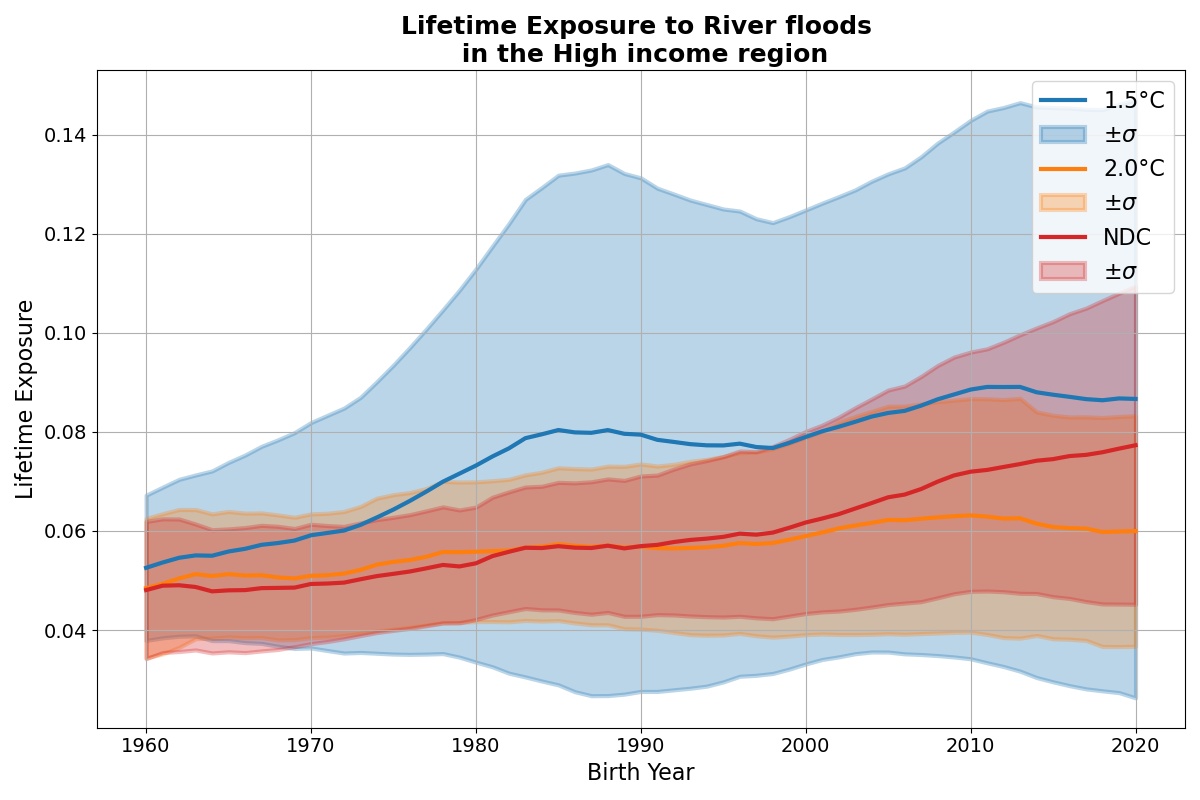 Lifetime Exposure to River floods
in the High income region
1.5°C
±σ
2.0°C
±σ
NDC
±σ
Lifetime Exposure
0.14
0.12
0.10
0.08
0.06
0.04
1960 1970 1980 1990 2000 2010 2020
Birth Year